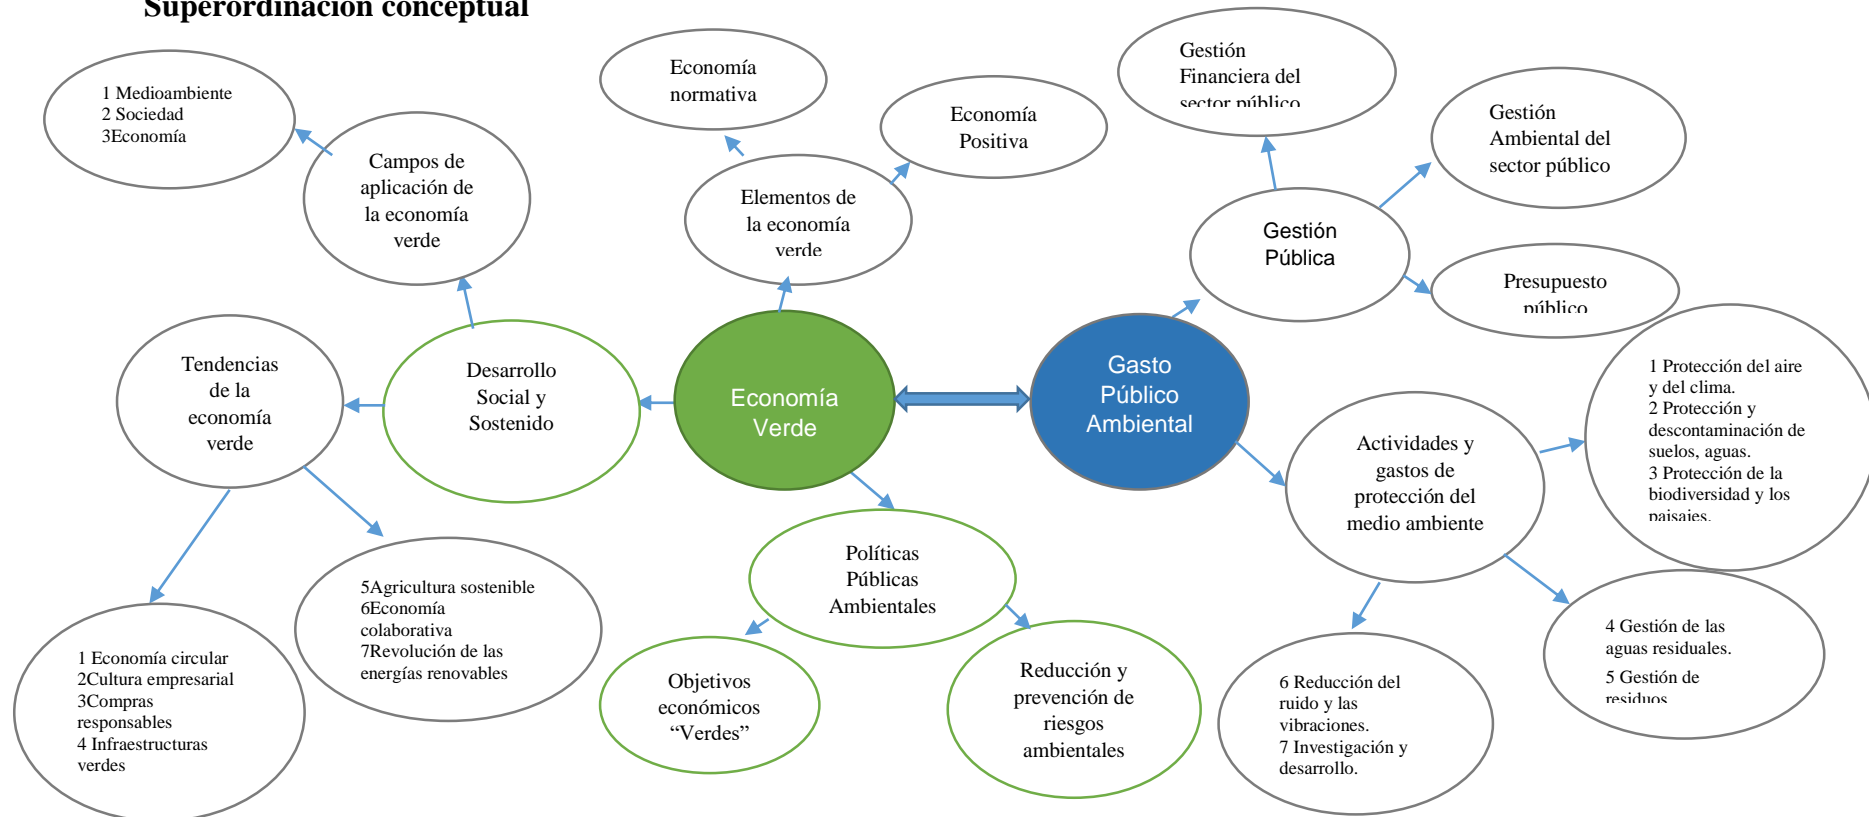 Superordinación conceptual
1 Medioambiente
2 Sociedad
3Economía
Campos de
aplicación de
la economía
verde
Economía
normativa
Economía
Positiva
Elementos de
la economía
verde
Gestión
Financiera del
sector público
Gestión
Ambiental del
sector público
Gestión
Pública
Presupuesto
público
Tendencias
de la
economía
verde
Desarrollo
Social y
Sostenido
Economía
Verde
Gasto
Público
Ambiental
1 Protección del aire
y del clima.
2 Protección y
descontaminación de
suelos, aguas.
3 Protección de la
biodiversidad y los
paisajes.
Actividades y
gastos de
protección del
medio ambiente
Políticas
Públicas
Ambientales
5Agricultura sostenible
6Economía
colaborativa
7Revolución de las
energías renovables
1 Economía circular
2Cultura empresarial
3Compras
responsables
4 Infraestructuras
verdes
Objetivos
económicos
“Verdes”
Reducción y
prevención de
riesgos
ambientales
6 Reducción del
ruido y las
vibraciones.
7 Investigación y
desarrollo.
4 Gestión de las
aguas residuales.
5 Gestión de
residuos